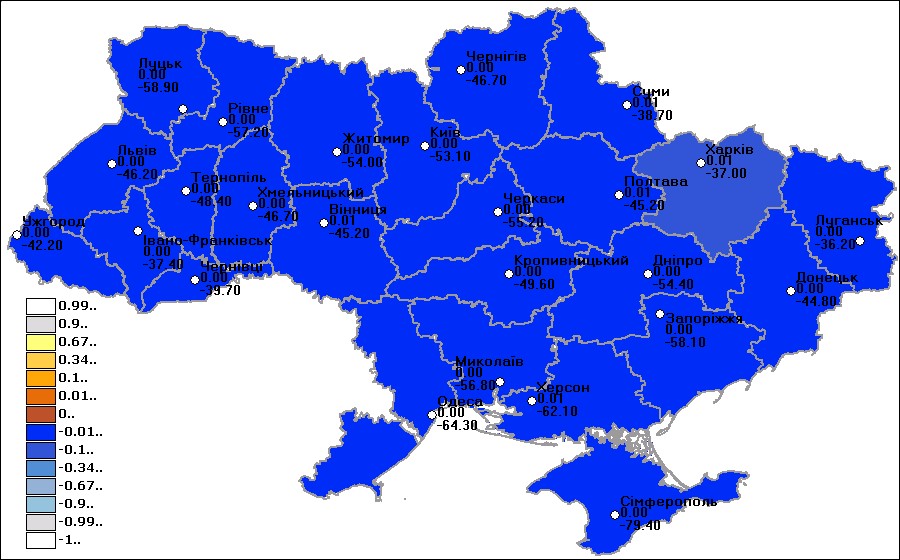 Луцьк
0.00
-58.90
Рівне
0.00
-57.20
Чернігів
0.00
-46.70
Суми
0.01
-38.70
Житомир
0.00
-54.00
Київ
0.00
-53.10
Харків
0.01
-37.00
Львів
0.00
-46.20
Тернопіль
0.00
-48.40
Хмельницький
0.00
-46.70
Вінниця
0.01
-45.20
Черкаси
0.00
-55.20
Полтава
0.01
-45.20
Луганськ
0.00
-36.20
Ужгород
0.00
-42.20
Івано-Франківськ
0.00
-37.40
Чернівці
0.00
-39.70
Кропивницький
0.00
-49.60
Дніпро
0.00
-54.40
Донецьк
0.00
-44.80
Запоріжжя
0.00
-58.10
Миколаїв
0.00
-56.80
Херсон
0.01
-62.10
Одеса
0.00
-64.30
Сімферополь
0.00
-79.40
0.99..
0.9..
0.67..
0.34..
0.1..
0.01..
0..
-0.01..
-0.1..
-0.34..
-0.67..
-0.9..
-0.99..
-1..